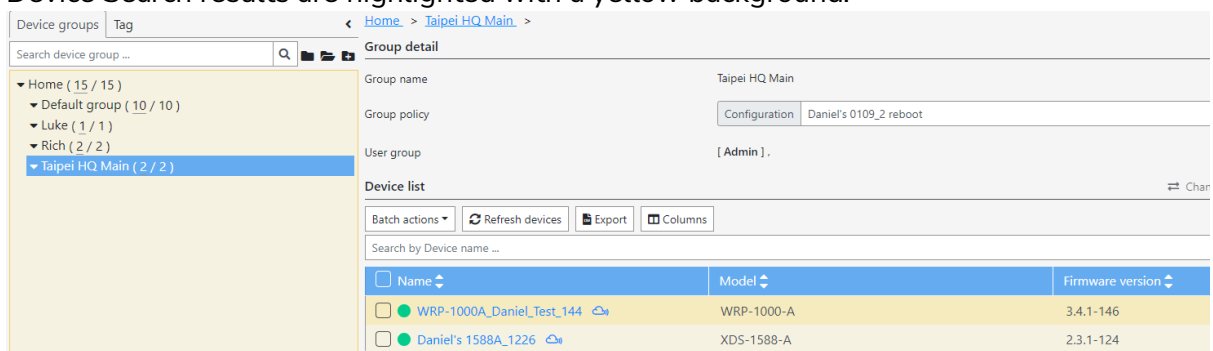 Device Search results are highlighted with a yellow background.
Device groups Tag
Search device group ...
Home ( 15 / 15 )
Default group ( 10 / 10 )
Luke ( 1 / 1 )
Rich ( 2 / 2 )
Taipei HQ Main ( 2 / 2 )
Home > Taipei HQ Main >
Group detail
Group name Taipei HQ Main
Group policy Configuration Daniel's 0109_2 reboot
User group [ Admin ] ,
Device list
Batch actions Refresh devices Export Columns
Search by Device name ...
Name Model Firmware version
WRP-1000A_Daniel_Test_144 WRP-1000-A 3.4.1-146
Daniel's 1588A_1226 XDS-1588-A 2.3.1-124